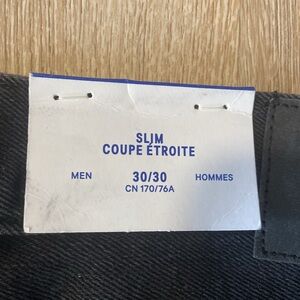 SLIM
COUPE ÉTROITE
MEN 30/30 HOMMES
CN 170/76A